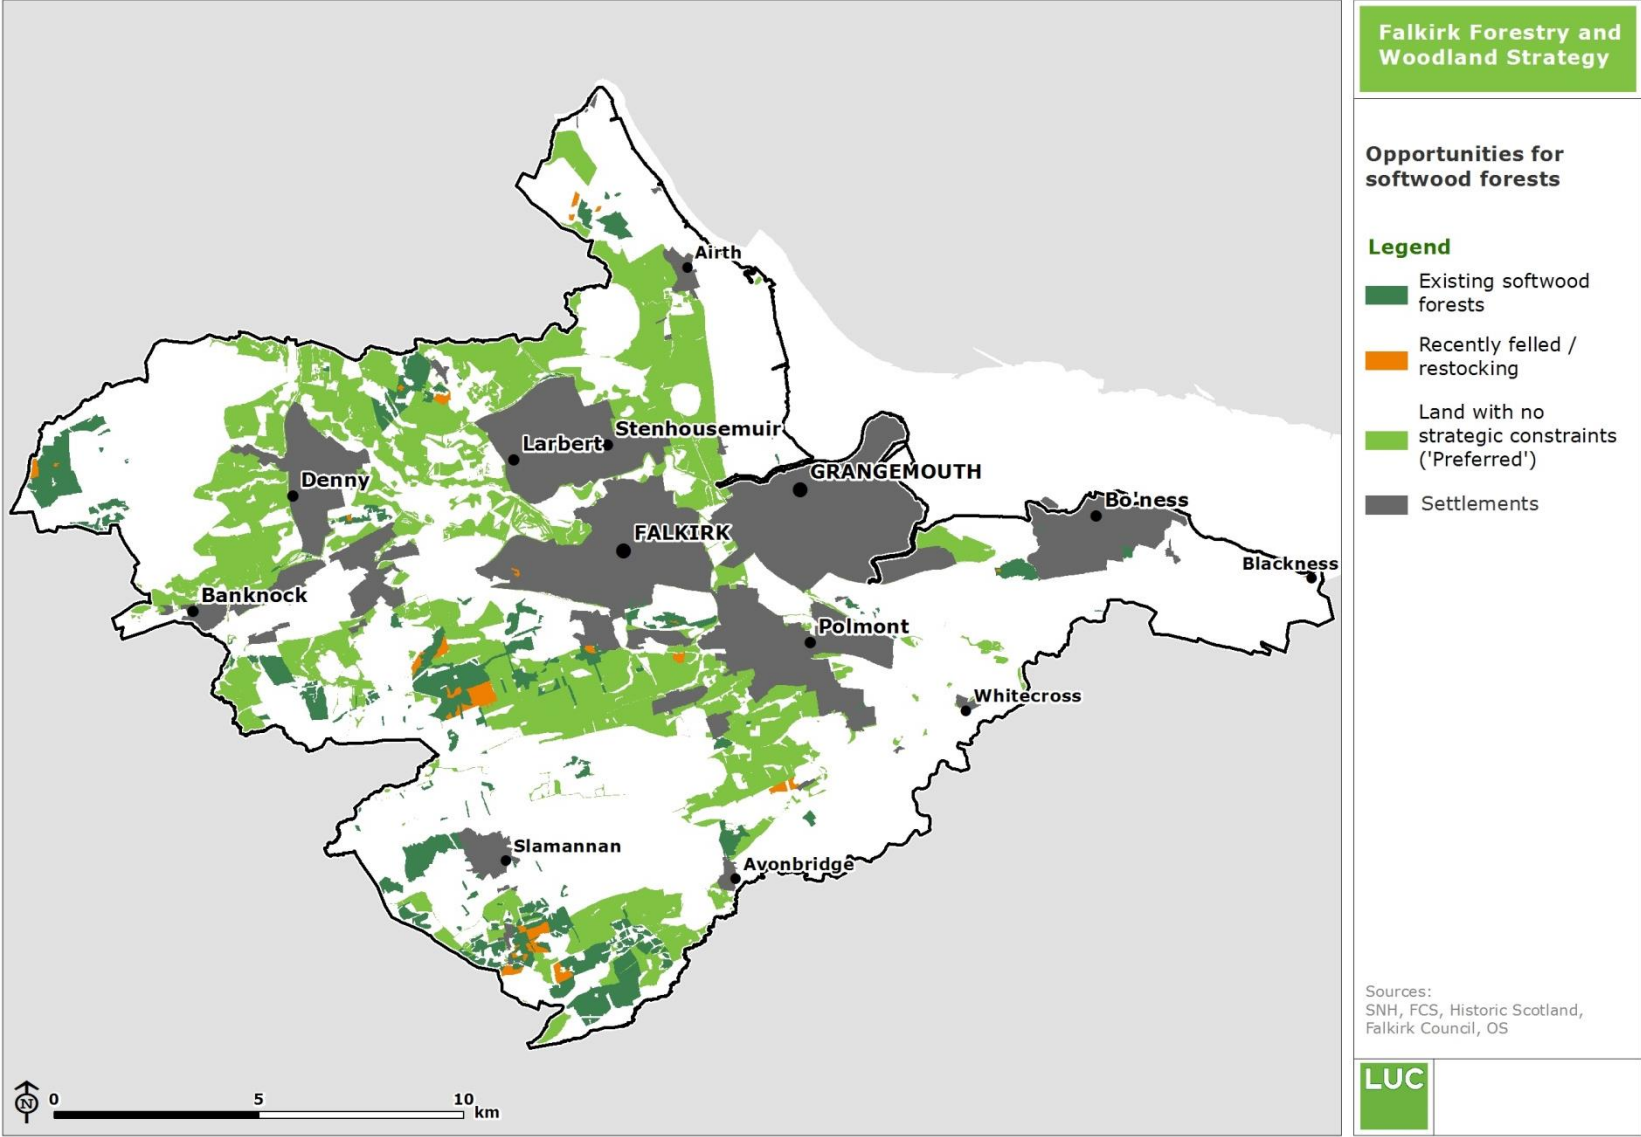 Falkirk Forestry and
Woodland Strategy
Opportunities for
softwood forests
Legend
Existing softwood
forests
Recently felled /
restocking
Land with no
strategic constraints
('Preferred')
Settlements
Airth
Stenhousemuir
Larbert
GRANGEMOUTH
Denny
Bo'ness
FALKIRK
Blackness
Banknock
Polmont
Whitecross
Slamannan
Avonbridge
Sources:
SNH, FCS, Historic Scotland,
Falkirk Council, OS
LUC
N
0 5 10
km